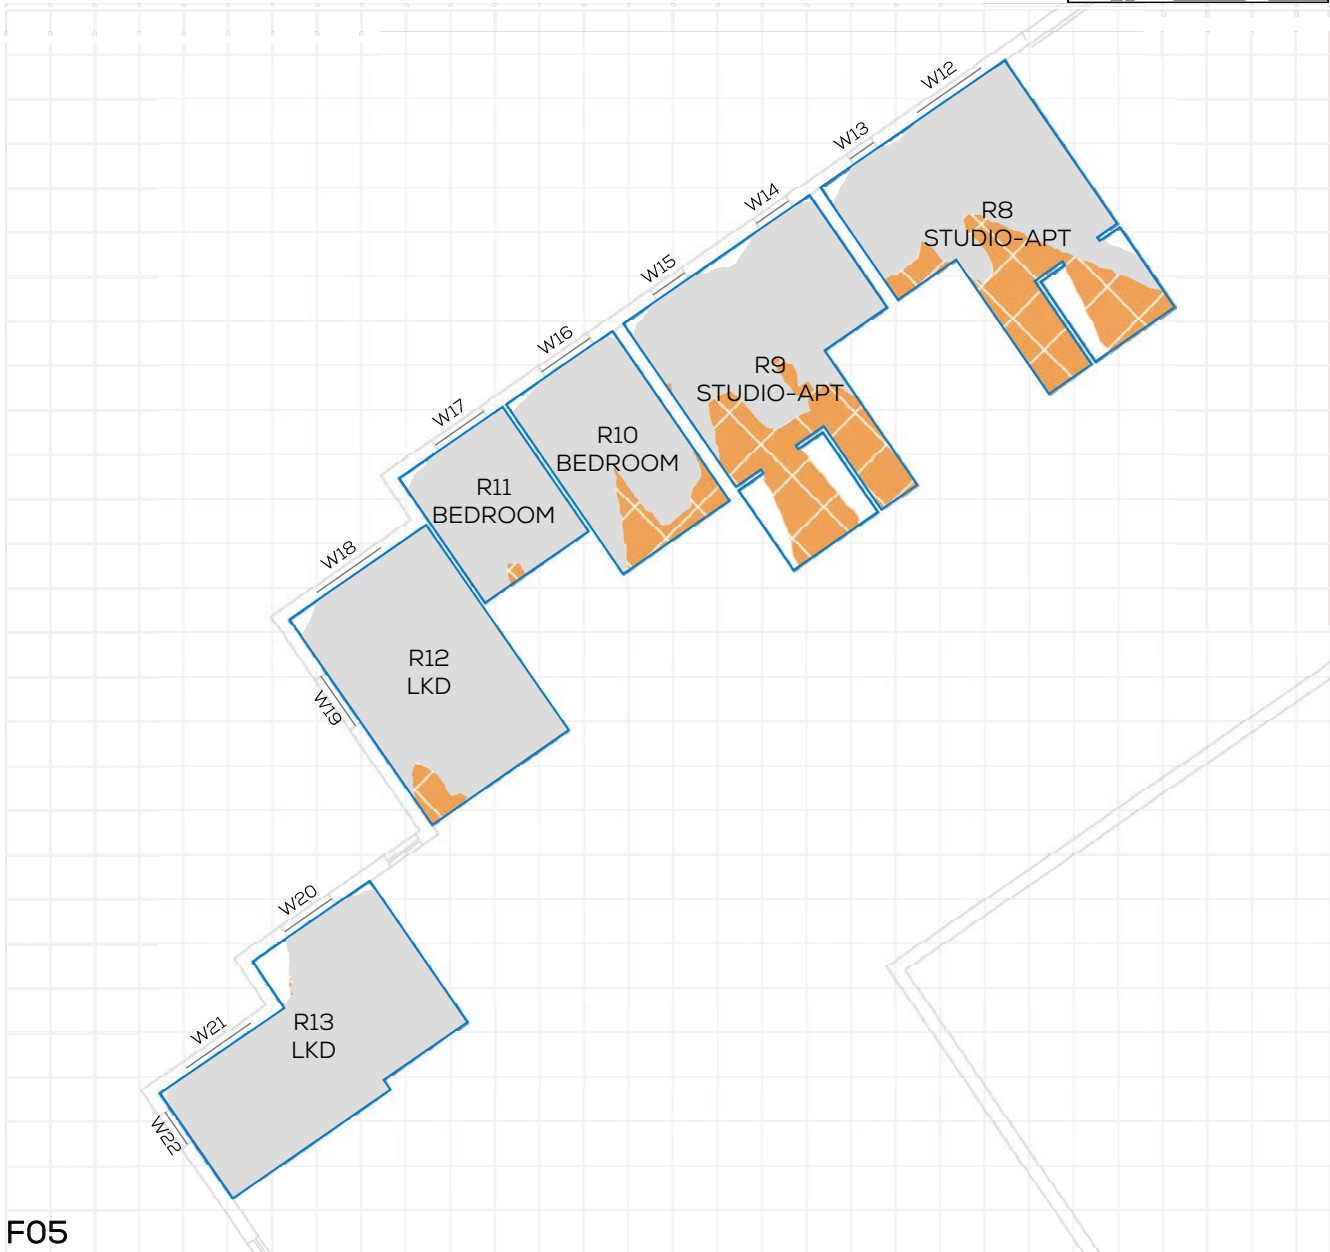 W12
W13
W14
R8
STUDIO-APT
W15
W16
R9
STUDIO-APT
W17
R10
BEDROOM
R11
BEDROOM
W18
R12
LKD
W19
W20
R13
LKD
W21
W22
F05